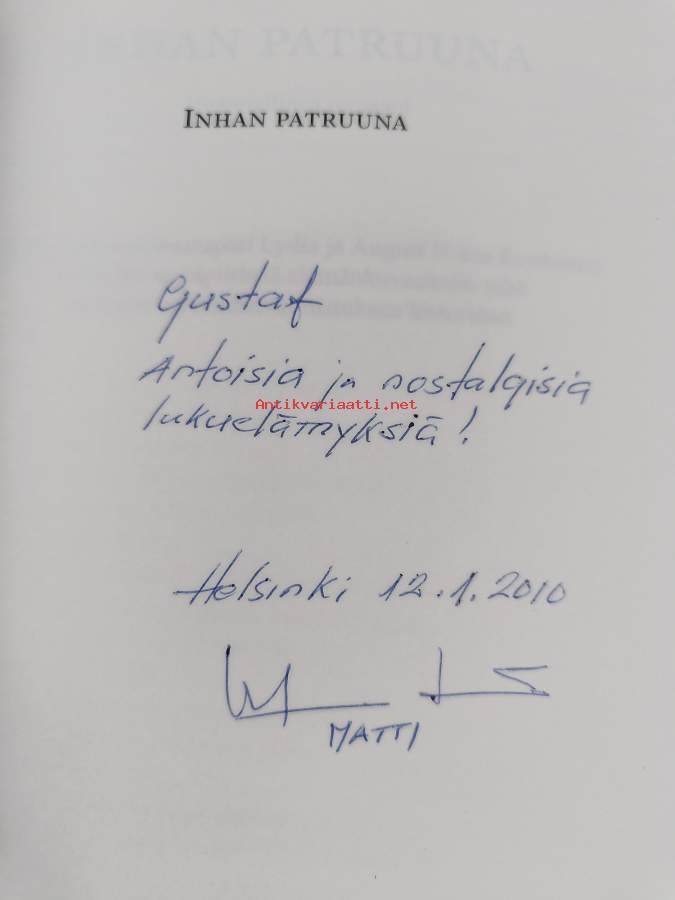 INHAN PATRUUNA
Gustaf
Antoisia ja nostalgisia
Antikvariaatti.net
lukuelämyksiä!
Helsinki 12.1.2010
MATTI